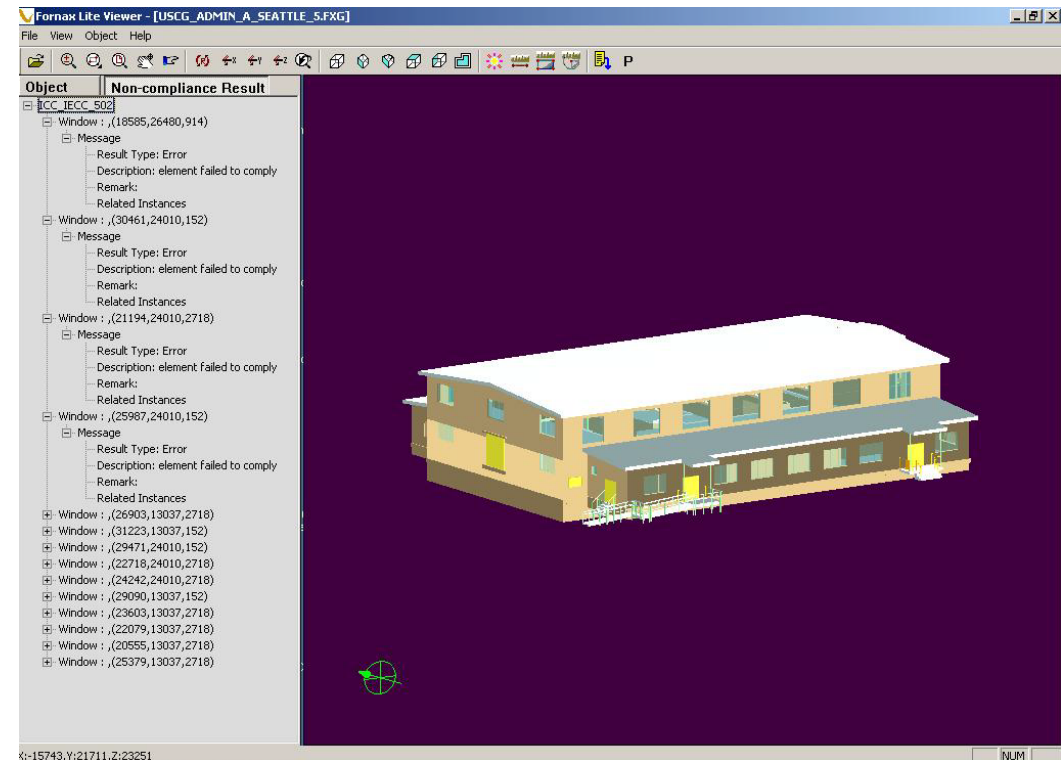 Fornax Lite Viewer - [USCG_ADMIN_A_SEATTLE_5.FXG]
File View Object Help
P
Object Non-compliance Result
ICC_IECC_502
Window : ,(18585,26480,914)
Message
Result Type: Error
Description: element failed to comply
Remark:
Related Instances
Window : ,(30461,24010,152)
Message
Result Type: Error
Description: element failed to comply
Remark:
Related Instances
Window : ,(21194,24010,2718)
Message
Result Type: Error
Description: element failed to comply
Remark:
Related Instances
Window : ,(25987,24010,152)
Message
Result Type: Error
Description: element failed to comply
Remark:
Related Instances
Window : ,(26903,13037,2718)
Window : ,(31223,13037,152)
Window : ,(29471,24010,152)
Window : ,(22718,24010,2718)
Window : ,(24242,24010,2718)
Window : ,(29090,13037,152)
Window : ,(23603,13037,2718)
Window : ,(22079,13037,2718)
Window : ,(20555,13037,2718)
Window : ,(25379,13037,2718)
X:-15743,Y:21711,Z:23251 NUM